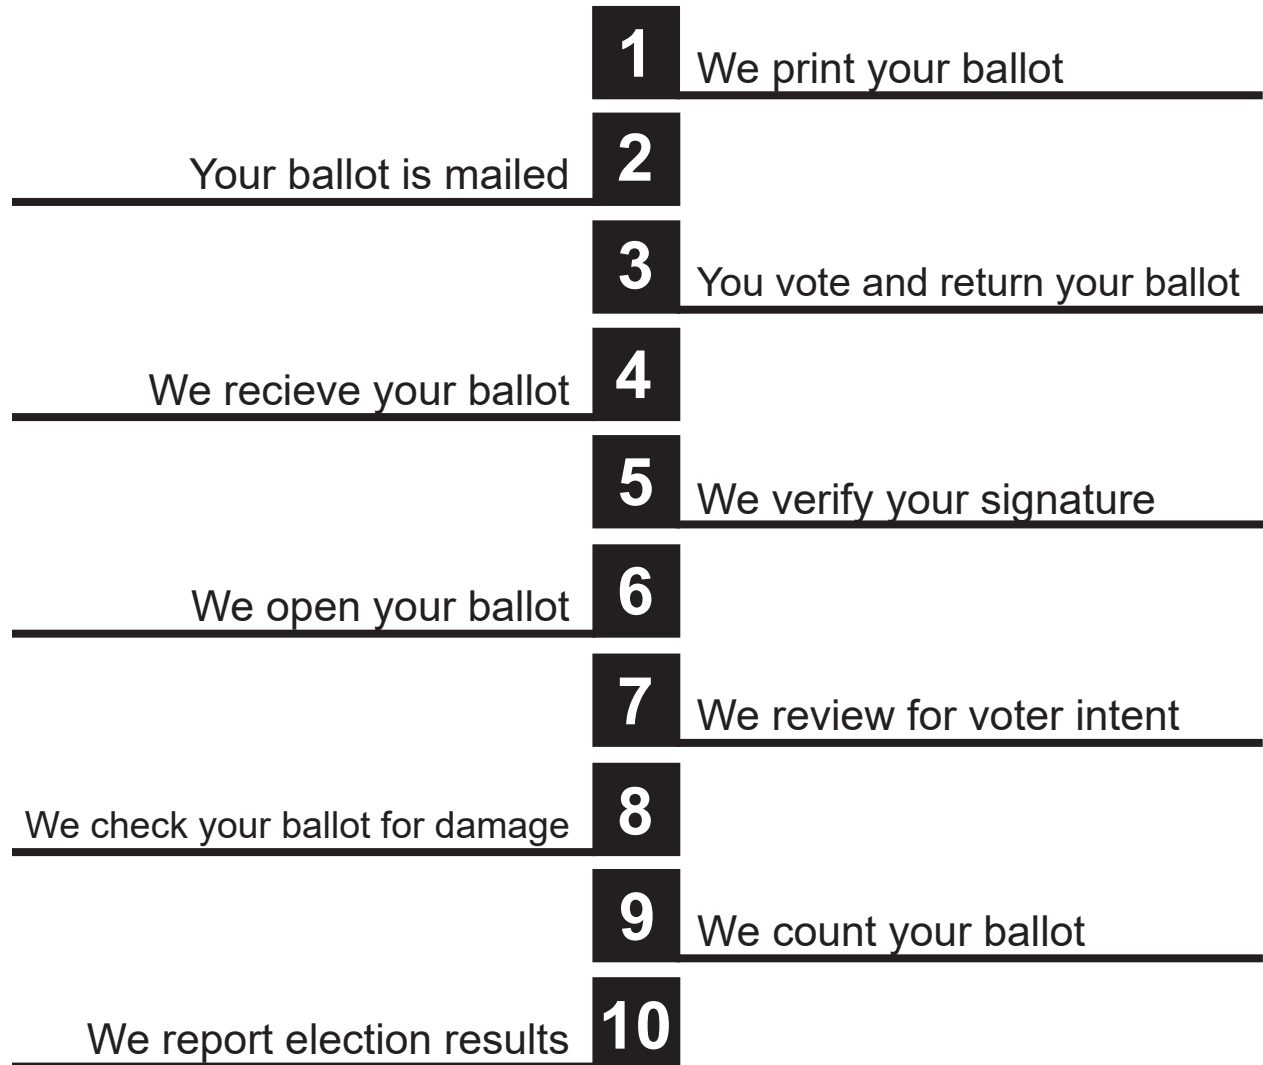 1 We print your ballot
Your ballot is mailed 2
3 You vote and return your ballot
We recieve your ballot 4
5 We verify your signature
We open your ballot 6
7 We review for voter intent
We check your ballot for damage 8
9 We count your ballot
We report election results 10